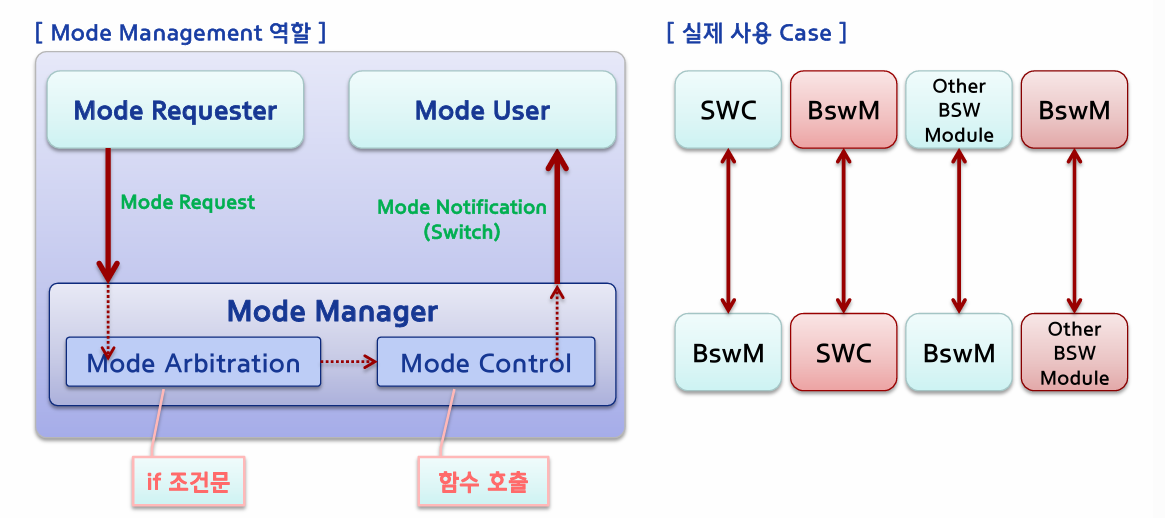 [ Mode Management 역할 ]
Mode Requester
Mode User
Mode Request
Mode Notification
(Switch)
Mode Manager
Mode Arbitration
Mode Control
if 조건문
함수 호출
[ 실제 사용 Case ]
SWC
BswM
Other
BSW
Module
BswM
BswM
SWC
BswM
Other
BSW
Module